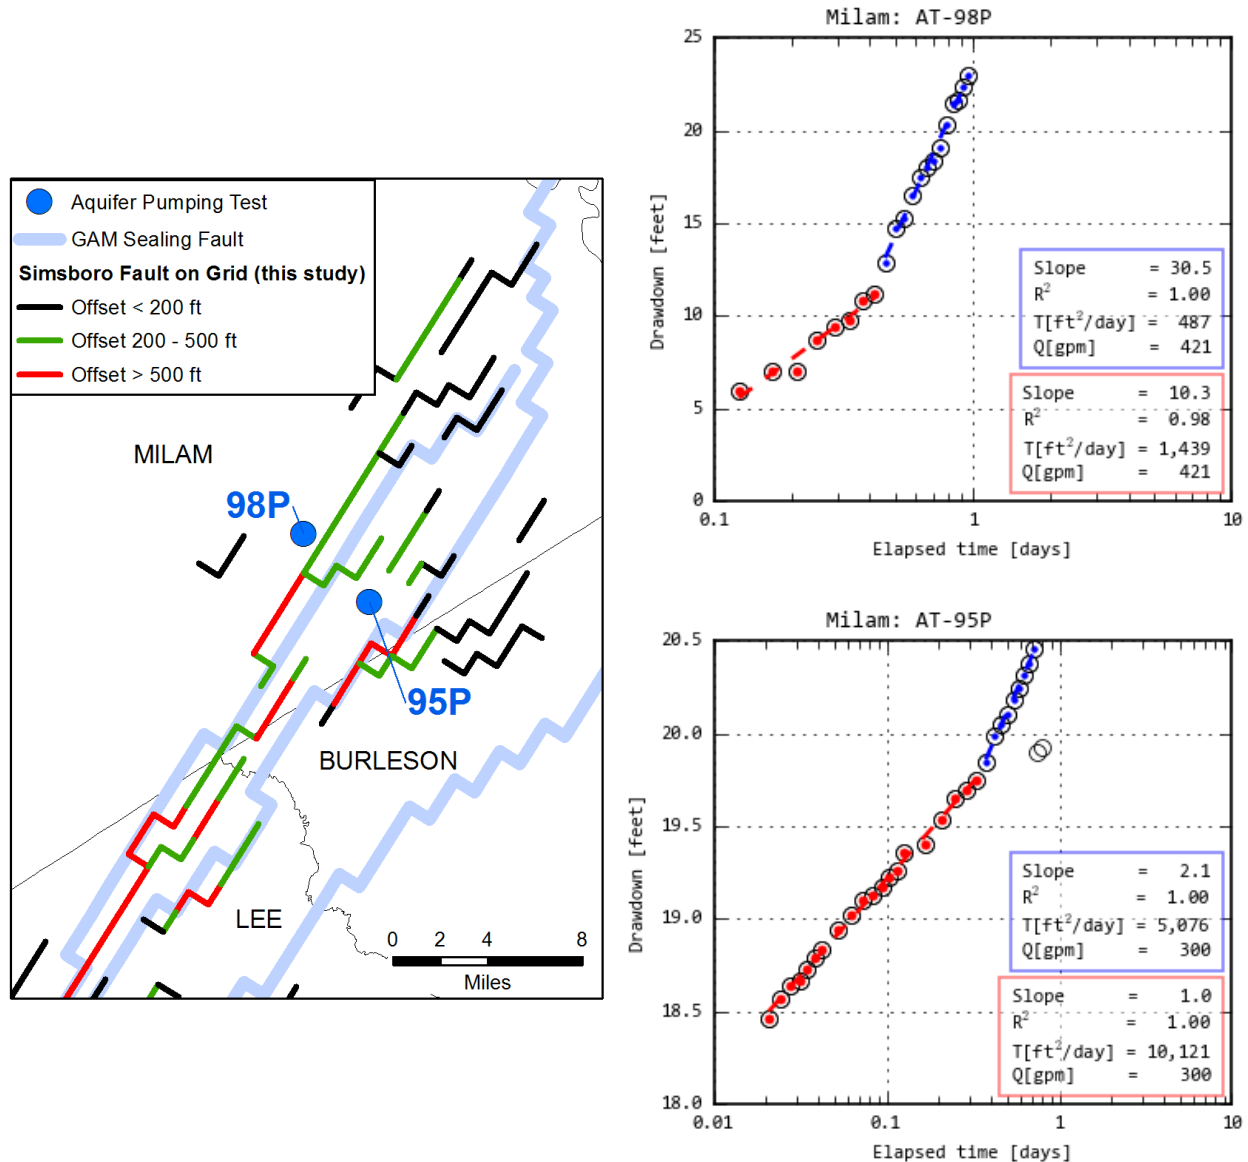 Aquifer Pumping Test
GAM Sealing Fault
Simsboro Fault on Grid (this study)
Offset < 200 ft
Offset 200 - 500 ft
Offset > 500 ft
MILAM
98P
95P
BURLESON
LEE
0 2 4 8
Miles
Milam: AT-98P
25
20
15
10
5
0
Drawdown [feet]
Slope = 30.5
R² = 1.00
T[ft²/day] = 487
Q[gpm] = 421
Slope = 10.3
R² = 0.98
T[ft²/day] = 1,439
Q[gpm] = 421
0.1 1 10
Elapsed time [days]
Milam: AT-95P
20.5
20.0
19.5
19.0
18.5
18.0
Drawdown [feet]
Slope = 2.1
R² = 1.00
T[ft²/day] = 5,076
Q[gpm] = 300
Slope = 1.0
R² = 1.00
T[ft²/day] = 10,121
Q[gpm] = 300
0.01 0.1 1 10
Elapsed time [days]